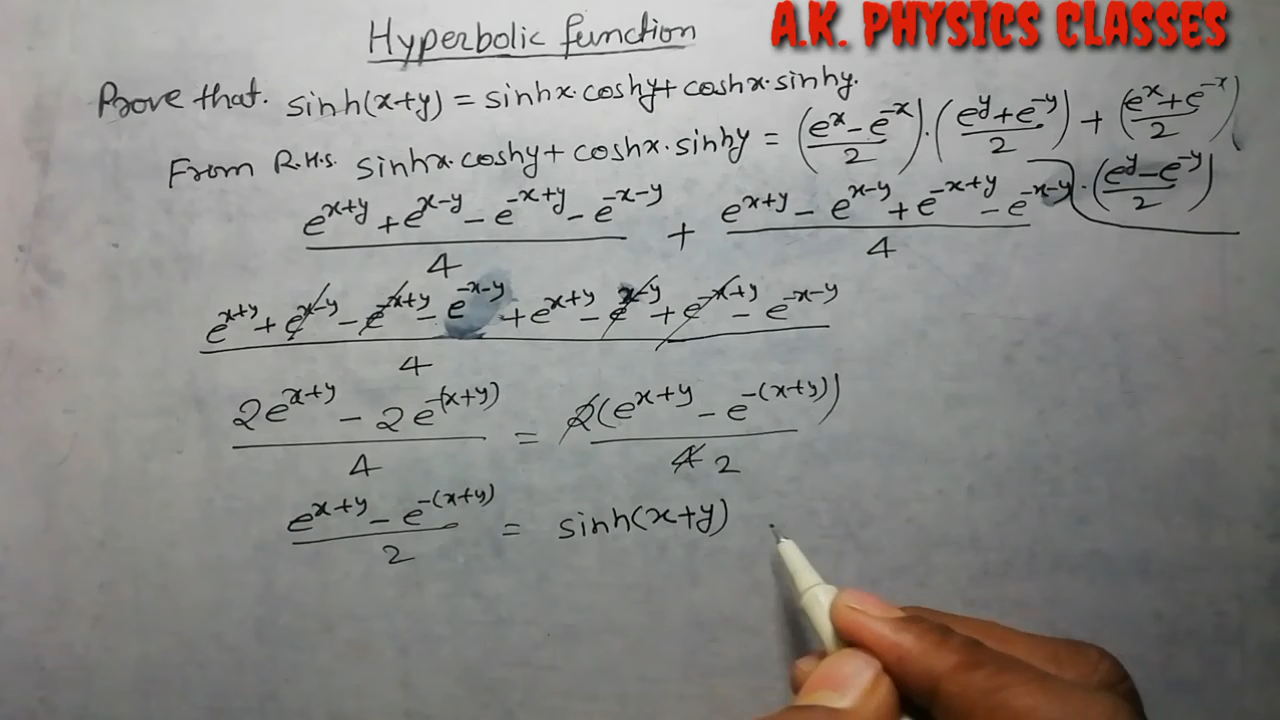 Hyperbolic function
A.K. PHYSICS CLASSES
Prove that. sinh(x+y) = sinhx·coshy + coshx·sinhy.
From R.H.S. sinhx·coshy + coshx·sinhy = ((e^x − e^−x)/2)·((e^y + e^−y)/2) + ((e^x + e^−x)/2)
·((e^y − e^−y)/2)
(e^x+y + e^x−y − e^−x+y − e^−x−y)/4 + (e^x+y − e^x−y + e^−x+y − e^−x−y)/4
(e^x+y + e^x−y − e^−x+y − e^−x−y + e^x+y − e^x−y + e^−x+y − e^−x−y)/4
(2e^x+y − 2e^−(x+y))/4 = 2(e^x+y − e^−(x+y))/4 2
(e^x+y − e^−(x+y))/2 = sinh(x+y)